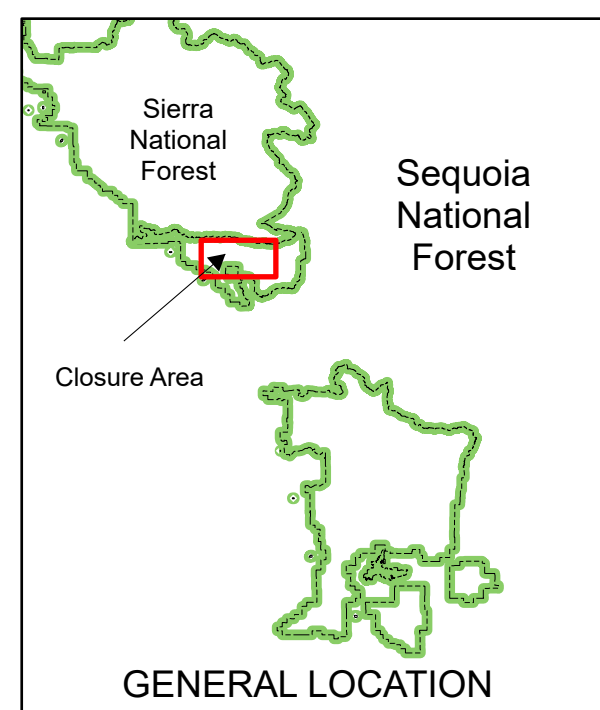 Sierra
National
Forest
Sequoia
National
Forest
Closure Area
GENERAL LOCATION